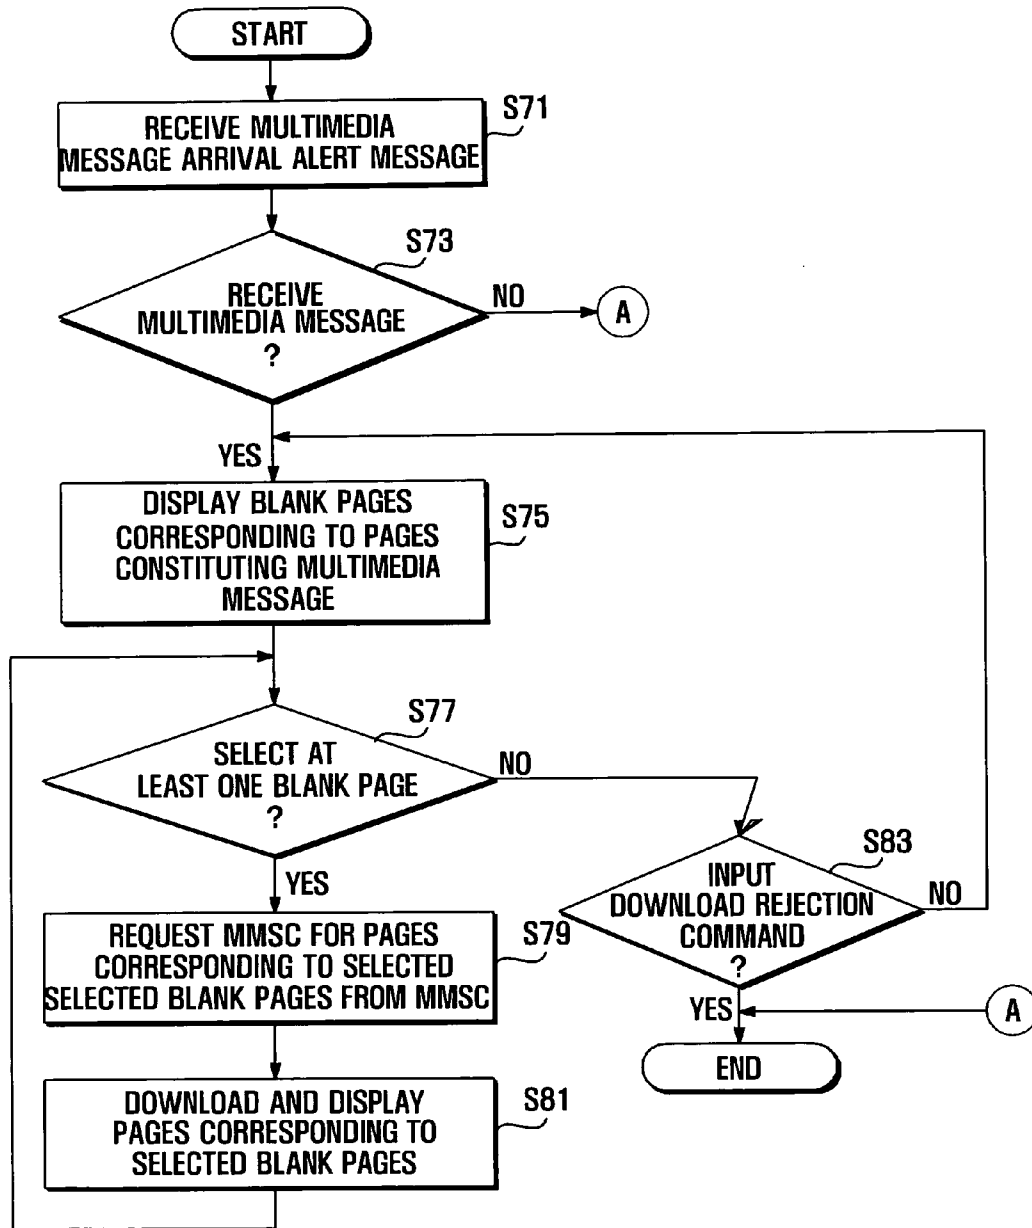 START
S71
RECEIVE MULTIMEDIA
MESSAGE ARRIVAL ALERT MESSAGE
S73
RECEIVE
MULTIMEDIA MESSAGE
?
NO
A
YES
DISPLAY BLANK PAGES
CORRESPONDING TO PAGES
CONSTITUTING MULTIMEDIA
MESSAGE
S75
S77
SELECT AT
LEAST ONE BLANK PAGE
?
NO
YES
S83
INPUT
DOWNLOAD REJECTION
COMMAND
?
NO
YES
A
END
REQUEST MMSC FOR PAGES
CORRESPONDING TO SELECTED
SELECTED BLANK PAGES FROM MMSC
S79
DOWNLOAD AND DISPLAY
PAGES CORRESPONDING TO
SELECTED BLANK PAGES
S81